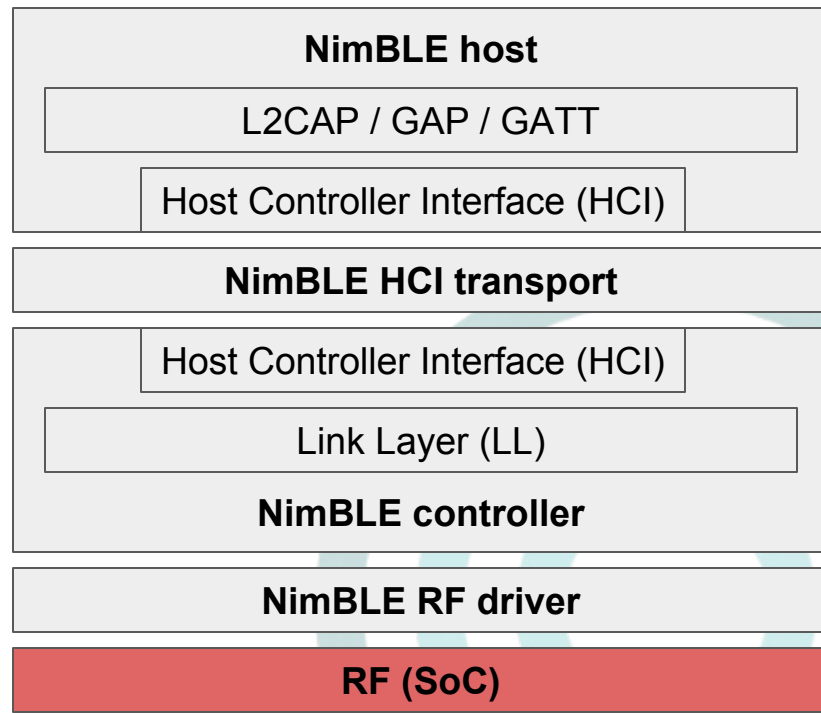 NimBLE host
L2CAP / GAP / GATT
Host Controller Interface (HCI)
NimBLE HCI transport
Host Controller Interface (HCI)
Link Layer (LL)
NimBLE controller
NimBLE RF driver
RF (SoC)